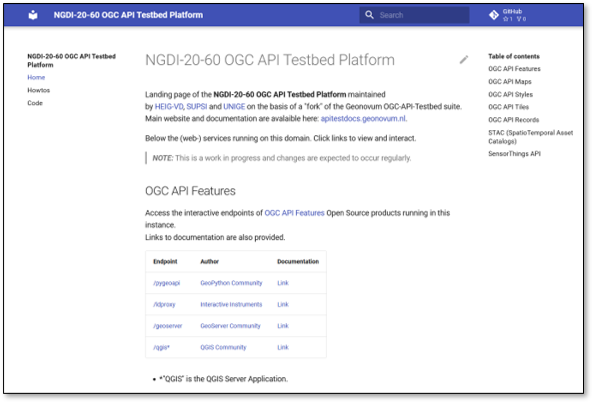 NGDI-20-60 OGC API Testbed Platform
Search
GitHub
1 0
NGDI-20-60 OGC API Testbed
Platform
Home
Howtos
Code
NGDI-20-60 OGC API Testbed Platform
Landing page of the NGDI-20-60 OGC API Testbed Platform maintained
by HEIG-VD, SUPSI and UNIGE on the basis of a "fork" of the Geonovum OGC-API-Testbed suite.
Main website and documentation are avalaible here: apitestdocs.geonovum.nl.
Below the (web-) services running on this domain. Click links to view and interact.
NOTE: This is a work in progress and changes are expected to occur regularly.
OGC API Features
Access the interactive endpoints of OGC API Features Open Source products running in this
instance.
Links to documentation are also provided.
Endpoint Author Documentation
/pygeoapi GeoPython Community Link
/ldproxy Interactive Instruments Link
/geoserver GeoServer Community Link
/qgis* QGIS Community Link
• *"QGIS" is the QGIS Server Application.
Table of contents
OGC API Features
OGC API Maps
OGC API Styles
OGC API Tiles
OGC API Records
STAC (SpatioTemporal Asset
Catalogs)
SensorThings API